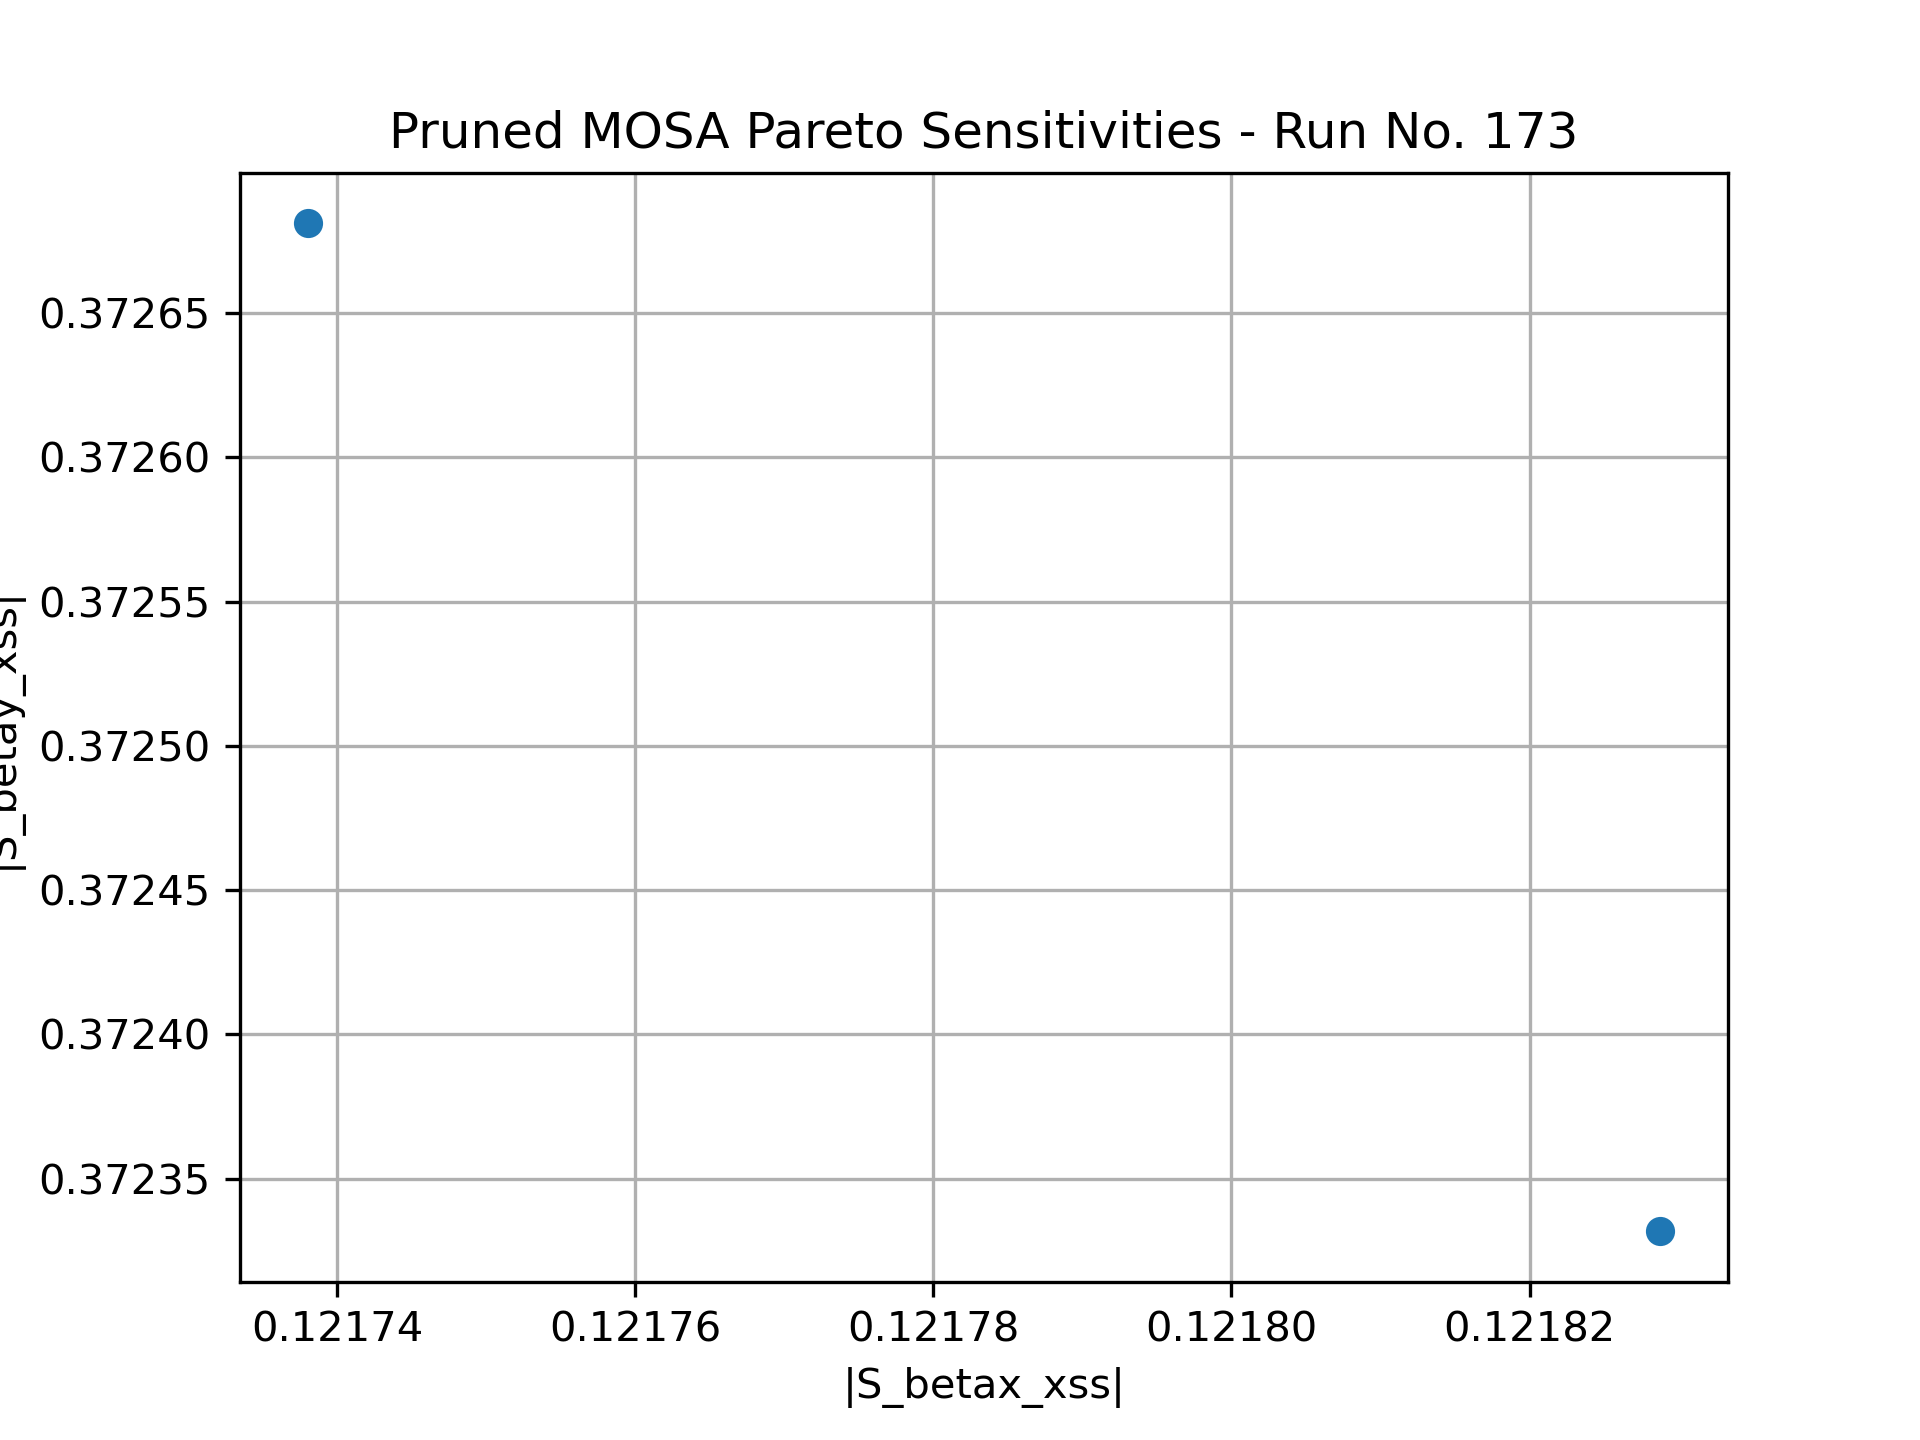 Pruned MOSA Pareto Sensitivities - Run No. 173
0.37265
0.37260
0.37255
0.37250
0.37245
0.37240
0.37235
|S_betay_xss|
0.12174 0.12176 0.12178 0.12180 0.12182
|S_betax_xss|